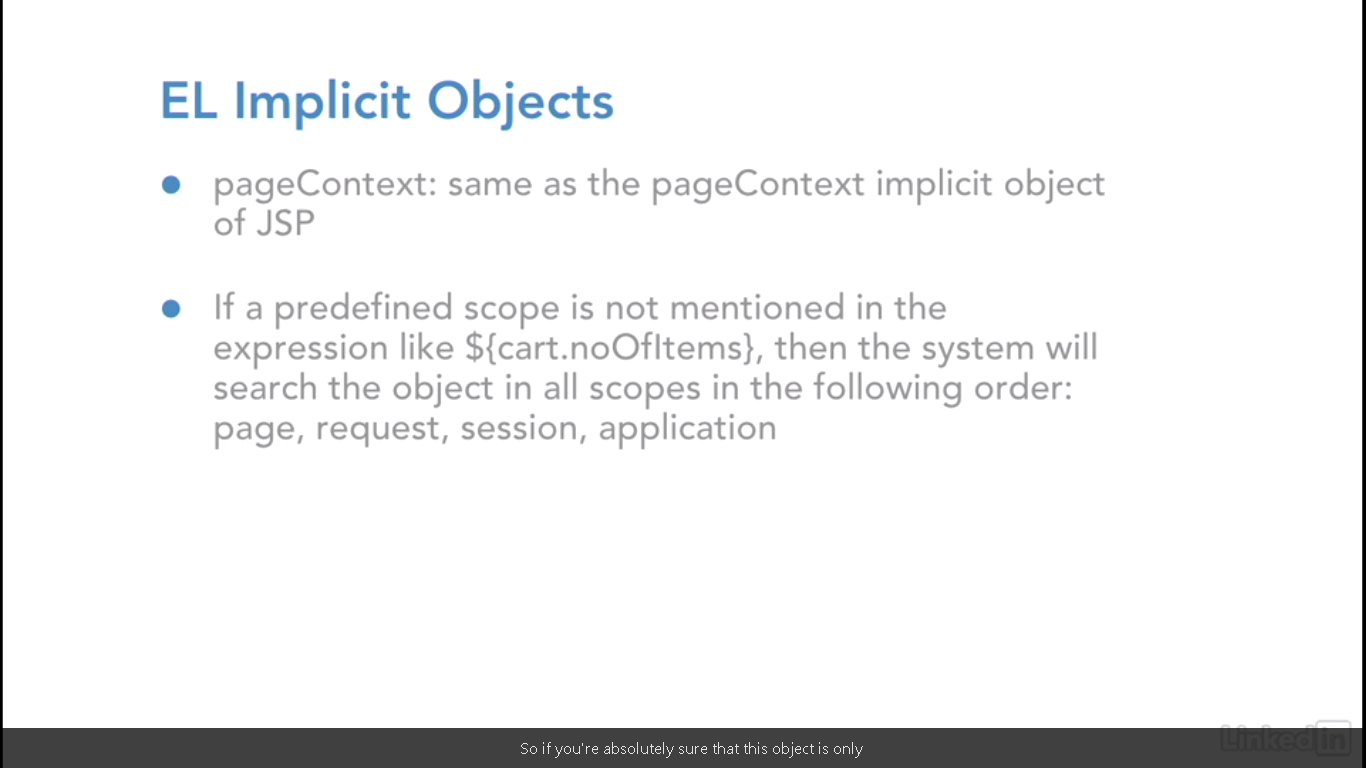 EL Implicit Objects
● pageContext: same as the pageContext implicit object
of JSP
● If a predefined scope is not mentioned in the
expression like ${cart.noOfItems}, then the system will
search the object in all scopes in the following order:
page, request, session, application
LinkedIn
So if you're absolutely sure that this object is only